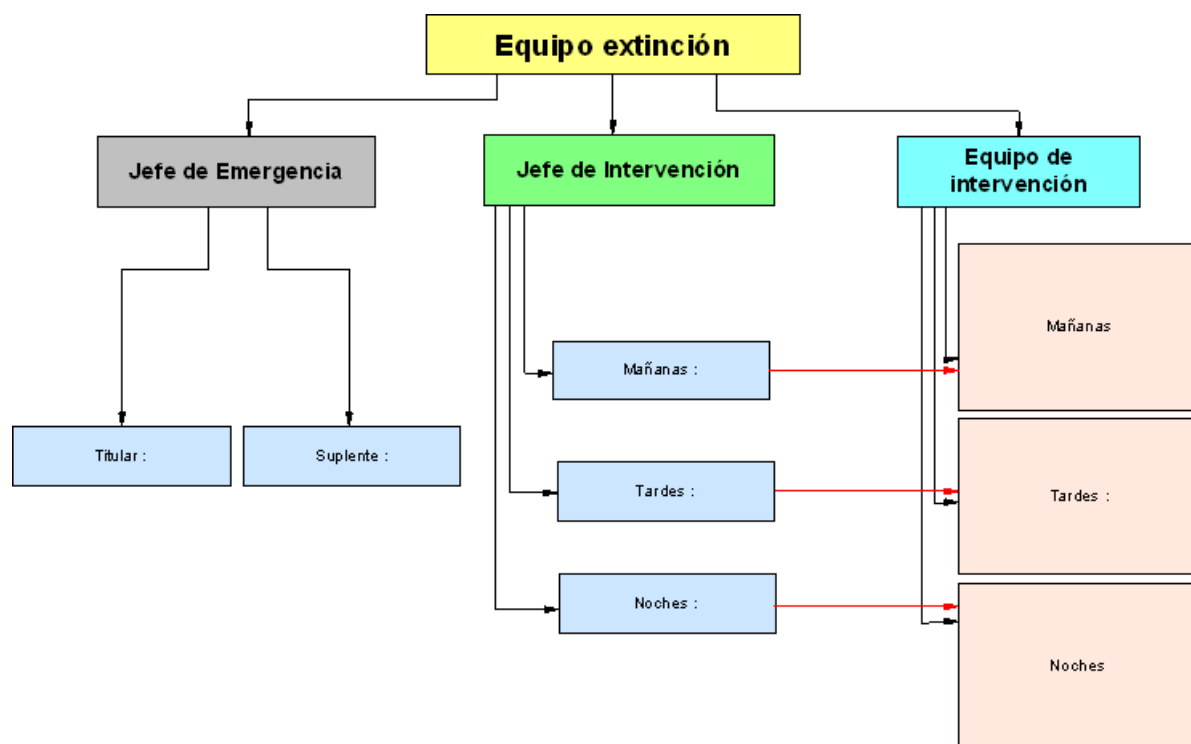 Equipo extinción
Jefe de Emergencia
Jefe de Intervención
Equipo de
intervención
Mañanas
Mañanas :
Titular :
Suplente :
Tardes :
Tardes :
Noches :
Noches